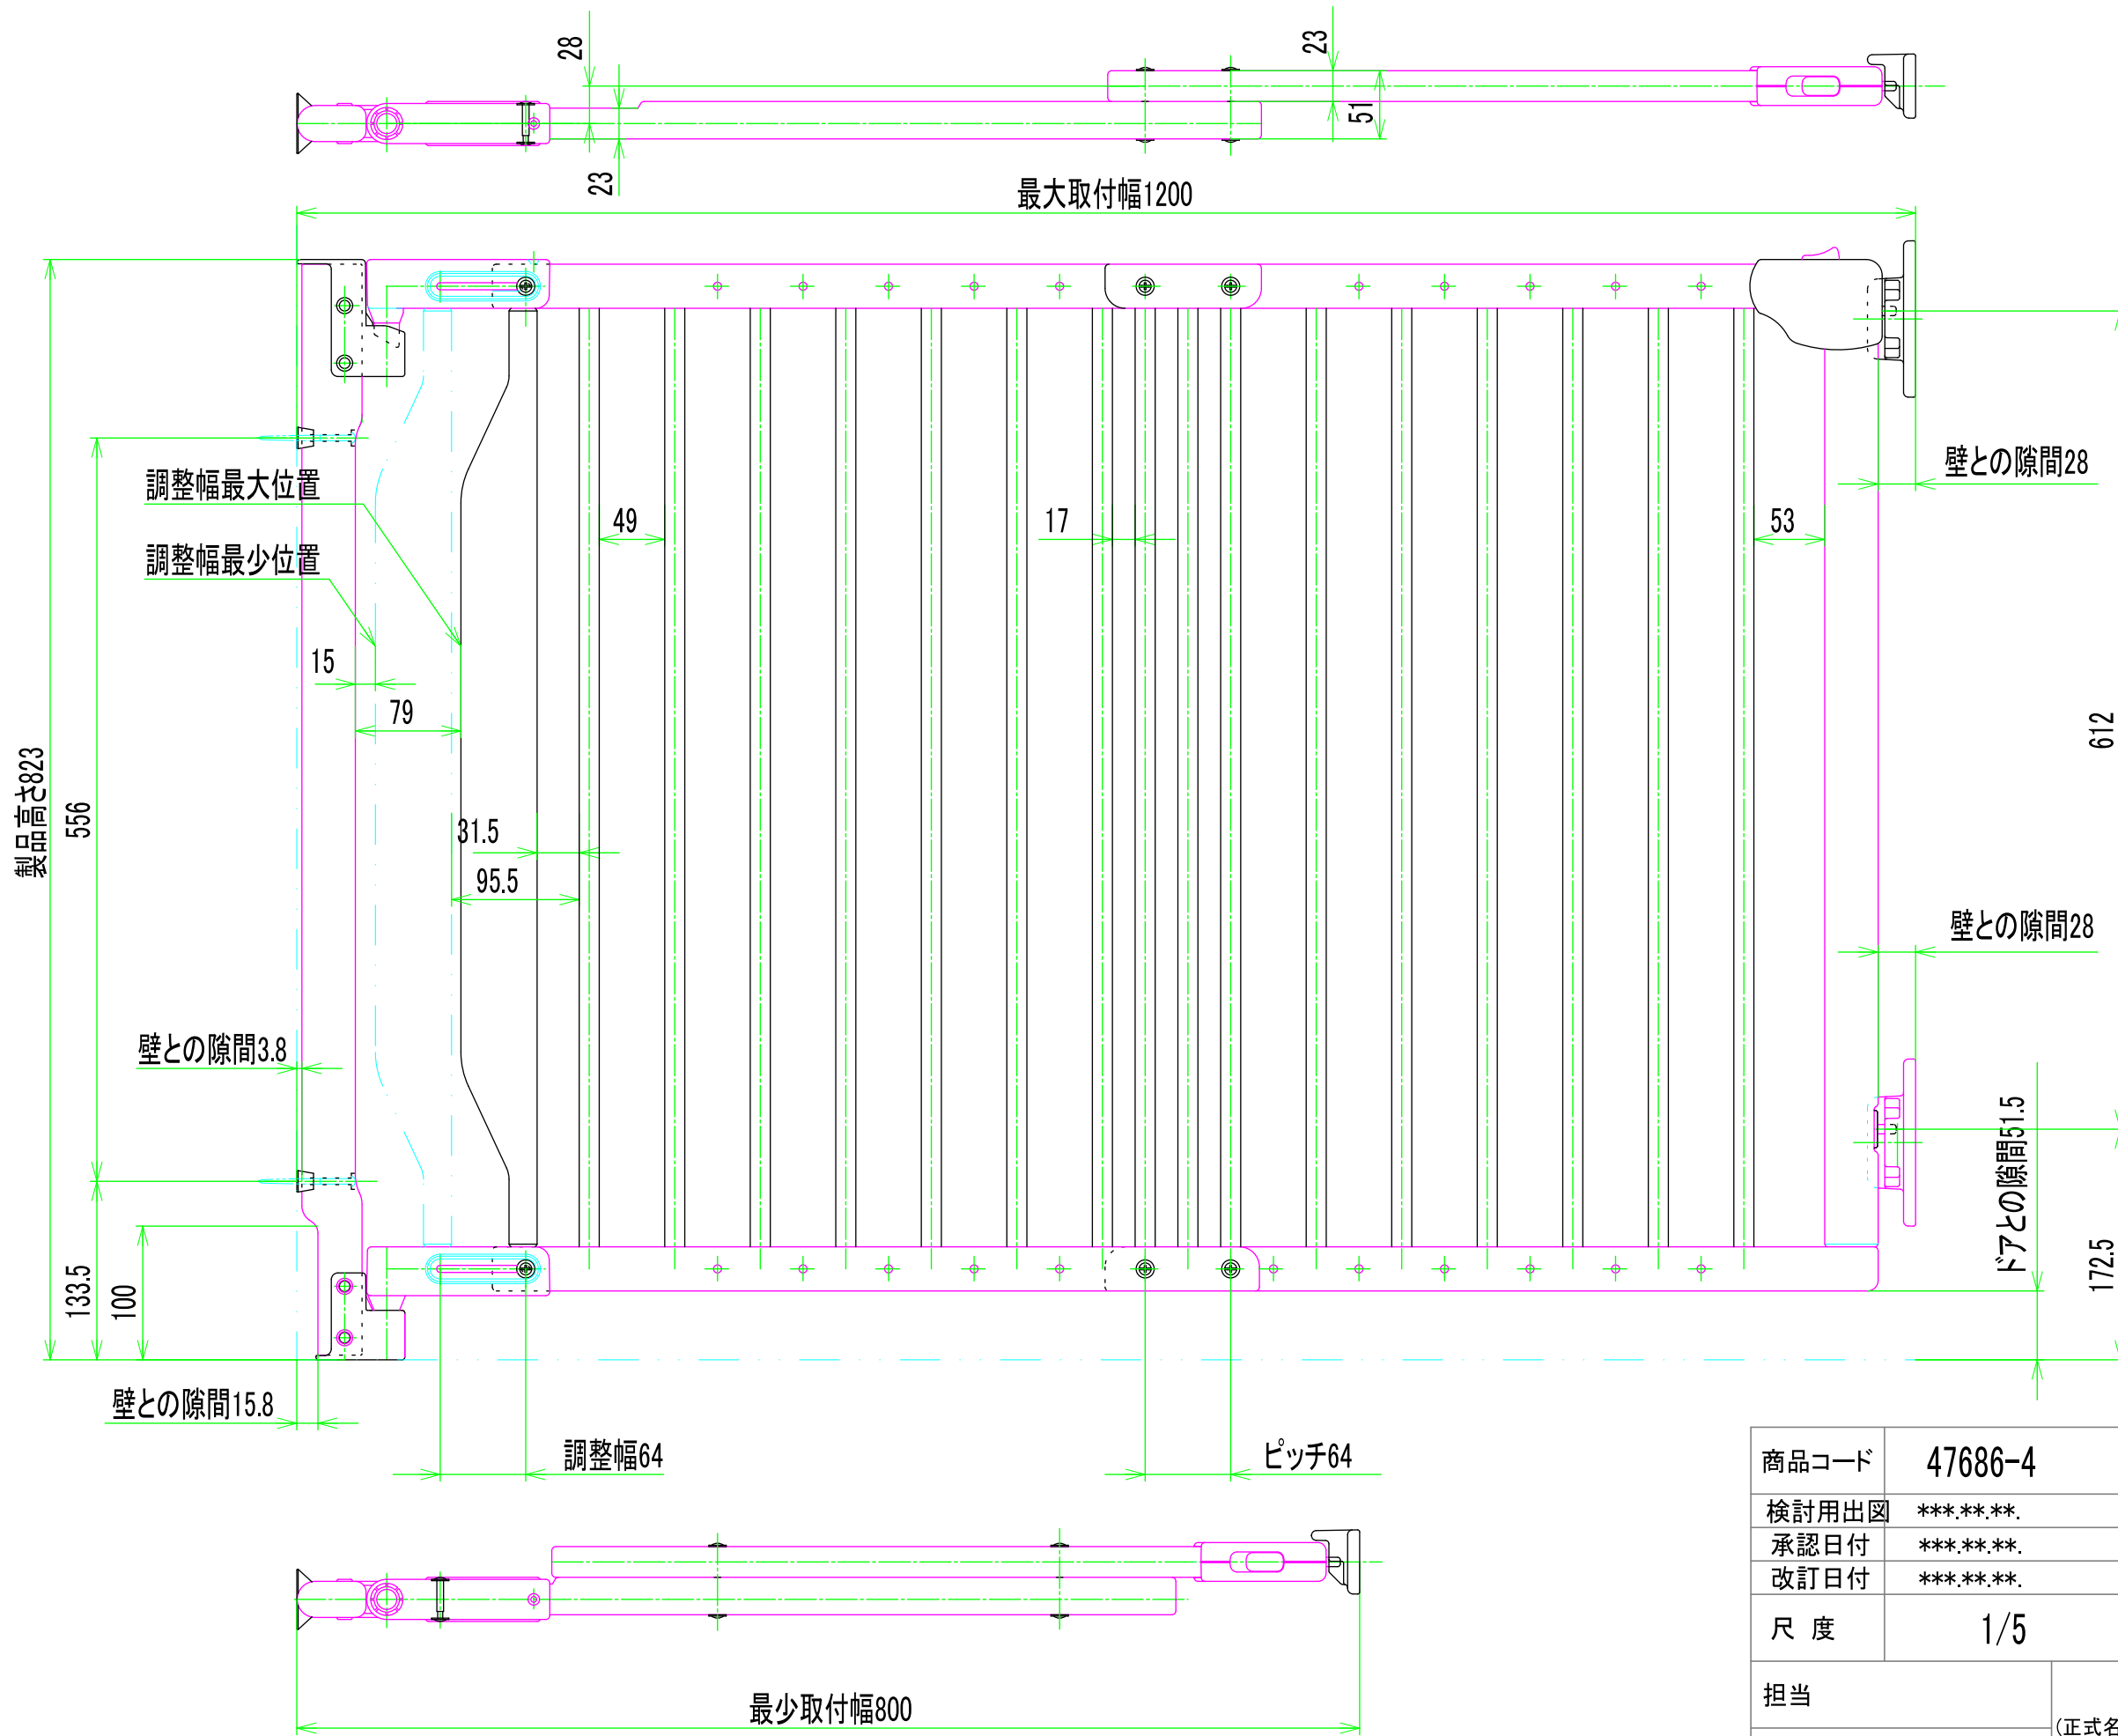 28
23
51
23
最大取付幅1200
壁との隙間28
調整幅最大位置
49
17
53
調整幅最少位置
15
79
612
製品高さ823
556
31.5
95.5
壁との隙間28
壁との隙間3.8
ドアとの隙間51.5
133.5
100
172.5
壁との隙間15.8
調整幅64
ピッチ64
商品コード 47686-4
検討用出図 ***.**.**.
承認日付 ***.**.**.
改訂日付 ***.**.**.
尺 度 1/5
担当
(正式名
最少取付幅800